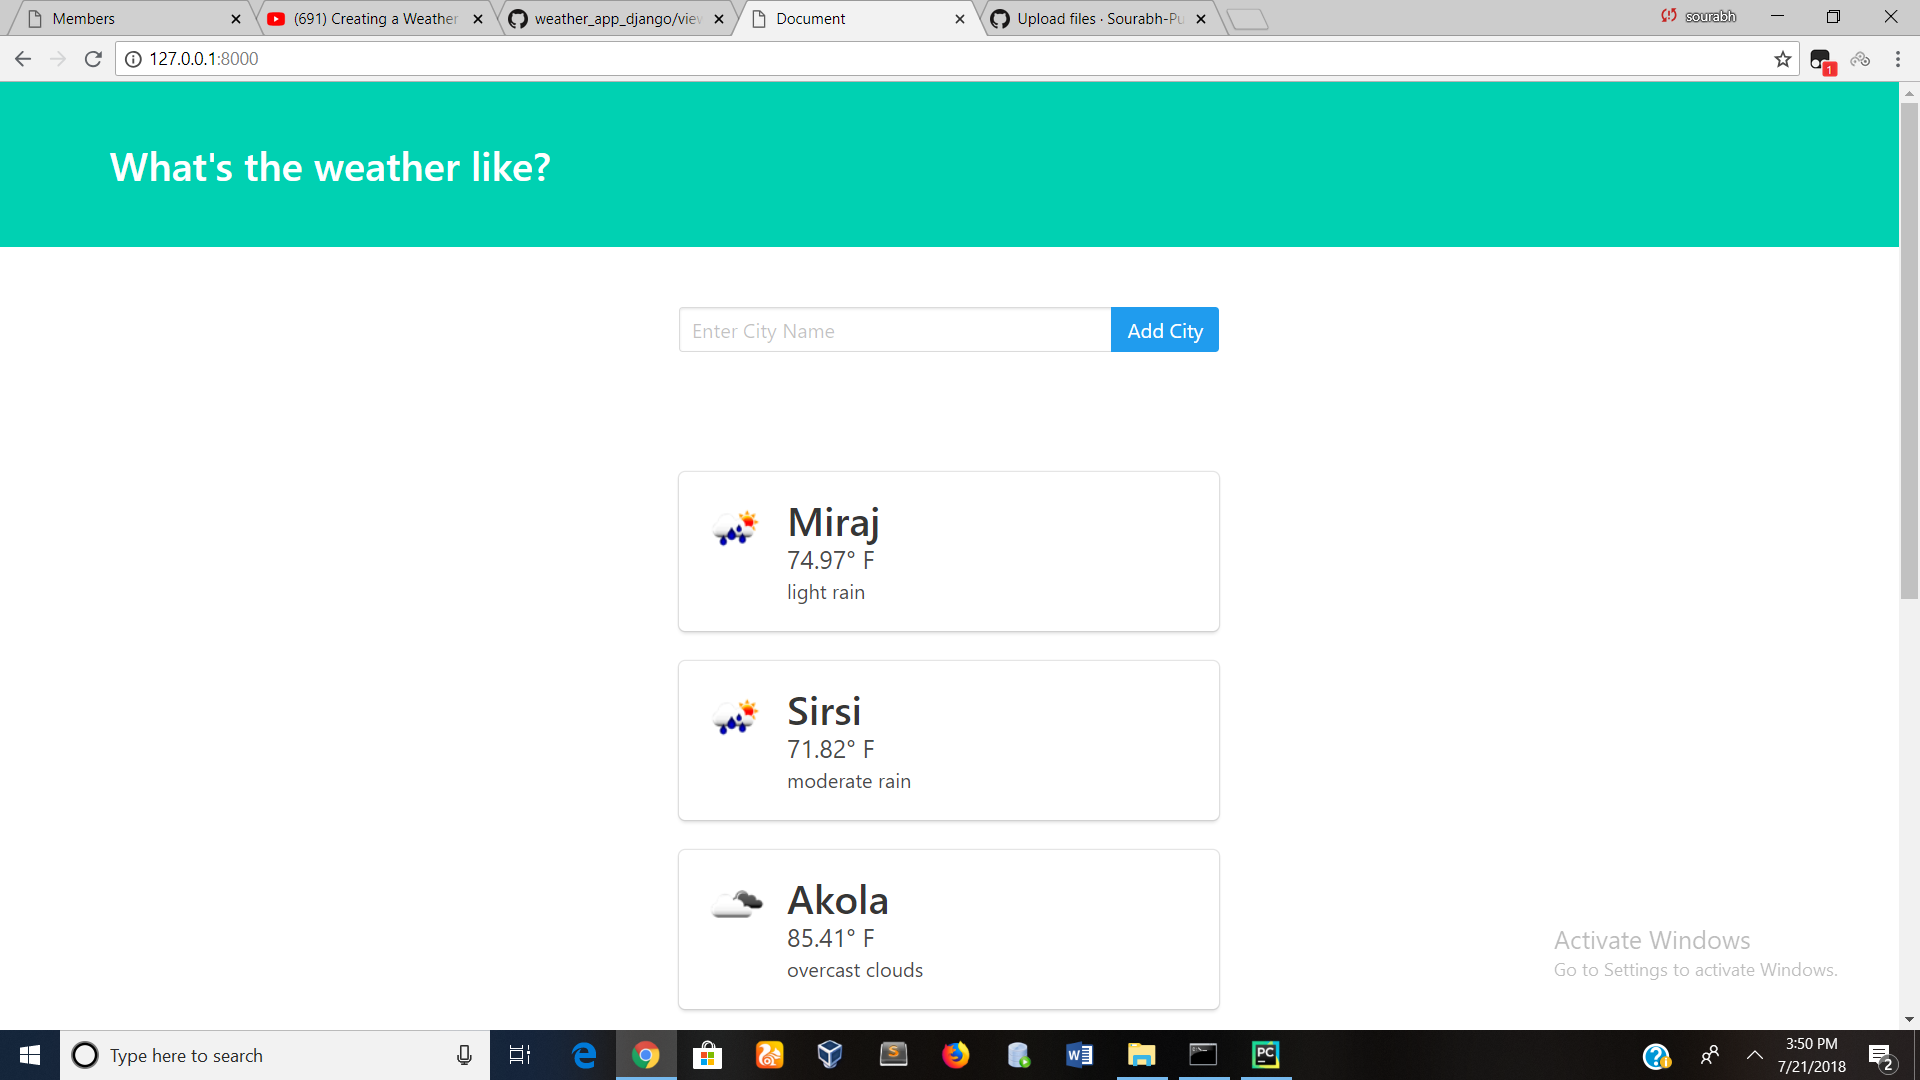 Members
(691) Creating a Weather
weather_app_django/view
Document
Upload files · Sourabh-Pu
sourabh
127.0.0.1:8000
1
What's the weather like?
Enter City Name
Add City
Miraj
74.97° F
light rain
Sirsi
71.82° F
moderate rain
Akola
85.41° F
overcast clouds
Activate Windows
Go to Settings to activate Windows.
Type here to search
S
W
PC
3:50 PM
7/21/2018
2